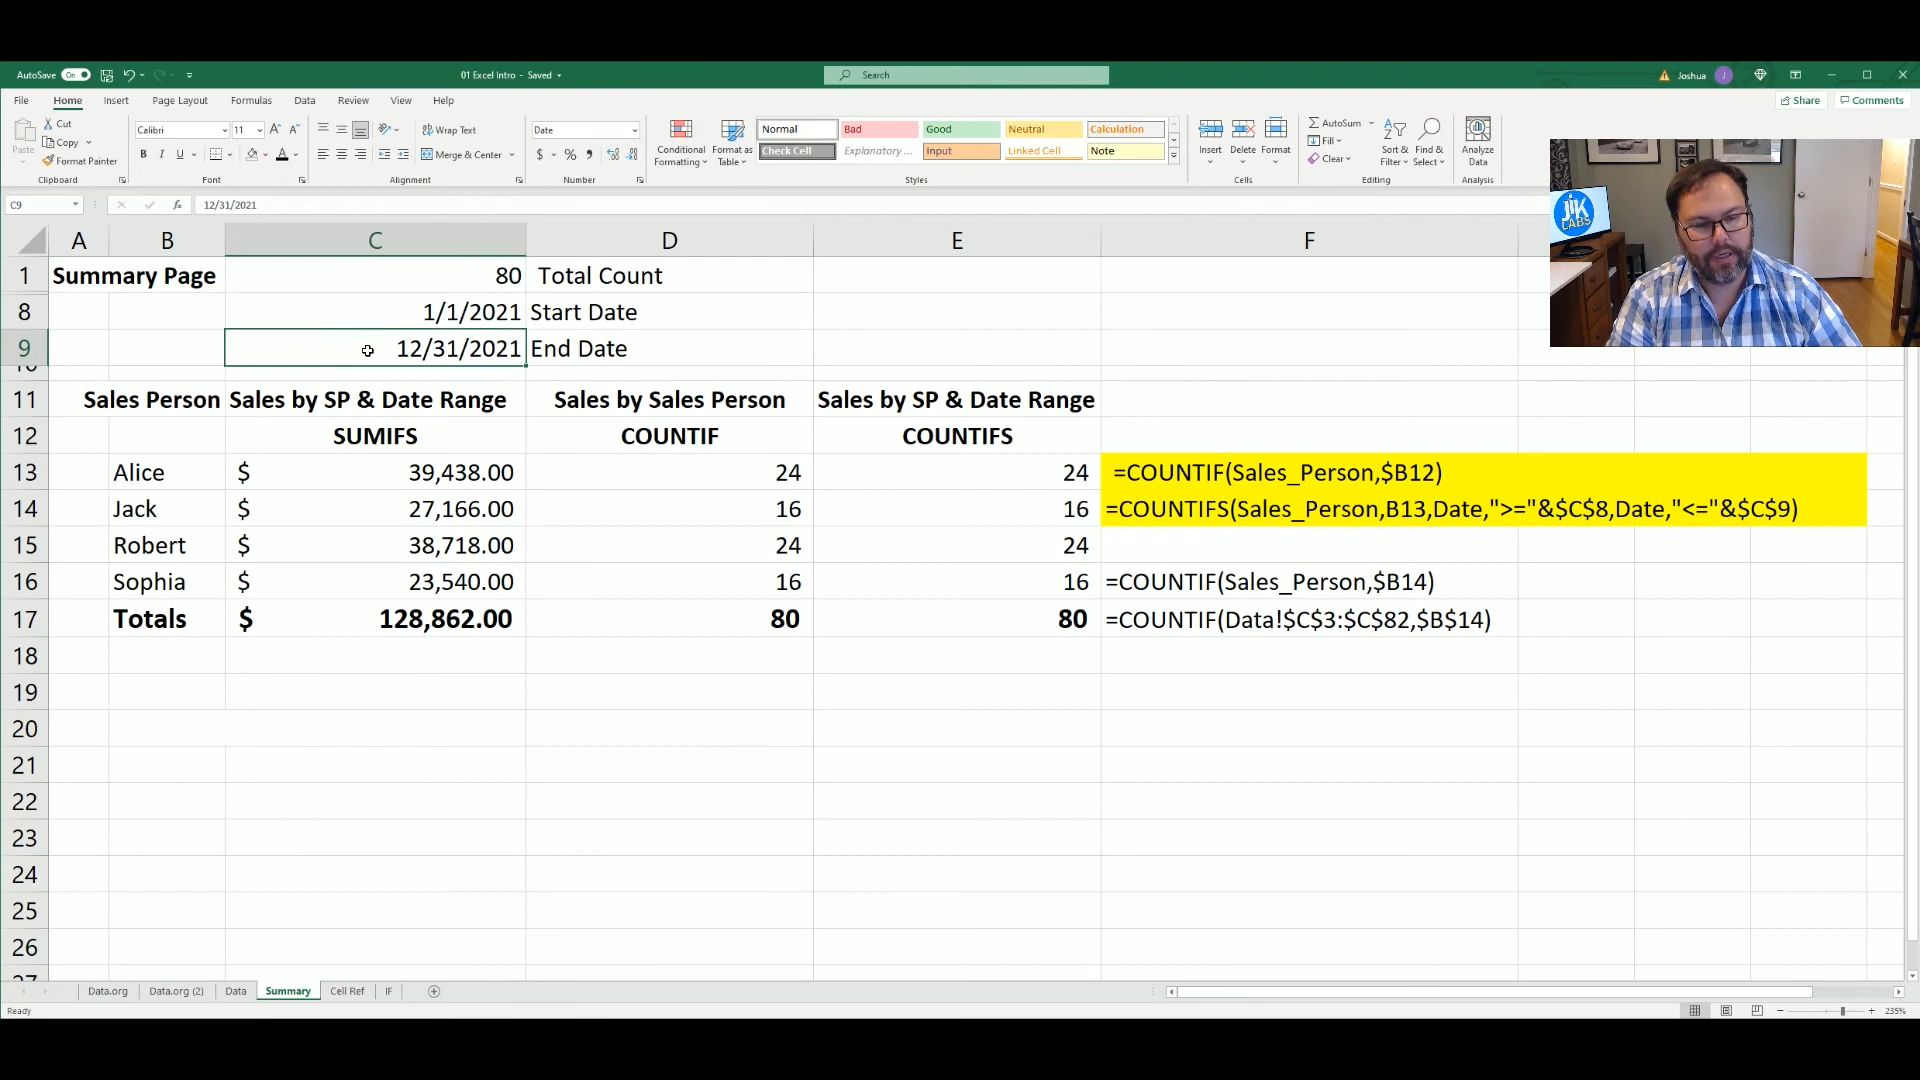 AutoSave On 01 Excel Intro - Saved Search Joshua J
File Home Insert Page Layout Formulas Data Review View Help Share Comments
Paste Cut Copy Format Painter Clipboard
Calibri 11 A A B I U A Font
Wrap Text Merge & Center Alignment
Date $ % Number
Conditional Formatting Format as Table
Normal Bad Good Neutral Calculation
Check Cell Explanatory ... Input Linked Cell Note
Styles
Insert Delete Format Cells
AutoSum Fill Clear Sort & Filter Find & Select Editing
Analyze Data Analysis
JK LABS
C9 fx 12/31/2021
A B C D E F
1 Summary Page 80 Total Count
8 1/1/2021 Start Date
9 12/31/2021 End Date
10
11 Sales Person Sales by SP & Date Range Sales by Sales Person Sales by SP & Date Range
12 SUMIFS COUNTIF COUNTIFS
13 Alice $ 39,438.00 24 24 =COUNTIF(Sales_Person,$B12)
14 Jack $ 27,166.00 16 16 =COUNTIFS(Sales_Person,B13,Date,">="&$C$8,Date,"<="&$C$9)
15 Robert $ 38,718.00 24 24
16 Sophia $ 23,540.00 16 16 =COUNTIF(Sales_Person,$B14)
17 Totals $ 128,862.00 80 80 =COUNTIF(Data!$C$3:$C$82,$B$14)
18
19
20
21
22
23
24
25
26
27
Data.org Data.org (2) Data Summary Cell Ref IF
Ready 235%